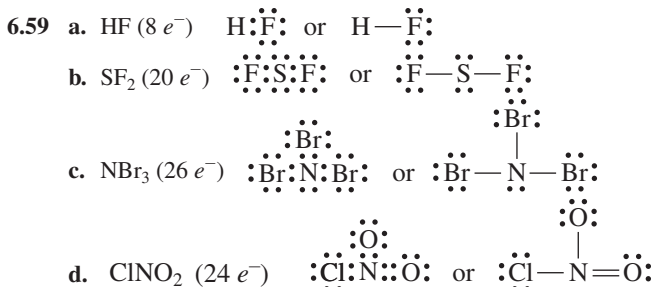 6.59 a. HF (8 e⁻) H:F: or H—F:
b. SF₂ (20 e⁻) :F:S:F: or :F—S—F:
:Br: :Br:
c. NBr₃ (26 e⁻) :Br:N:Br: or :Br—N—Br:
:O: :O:
d. ClNO₂ (24 e⁻) :Cl:N::O: or :Cl—N=O: